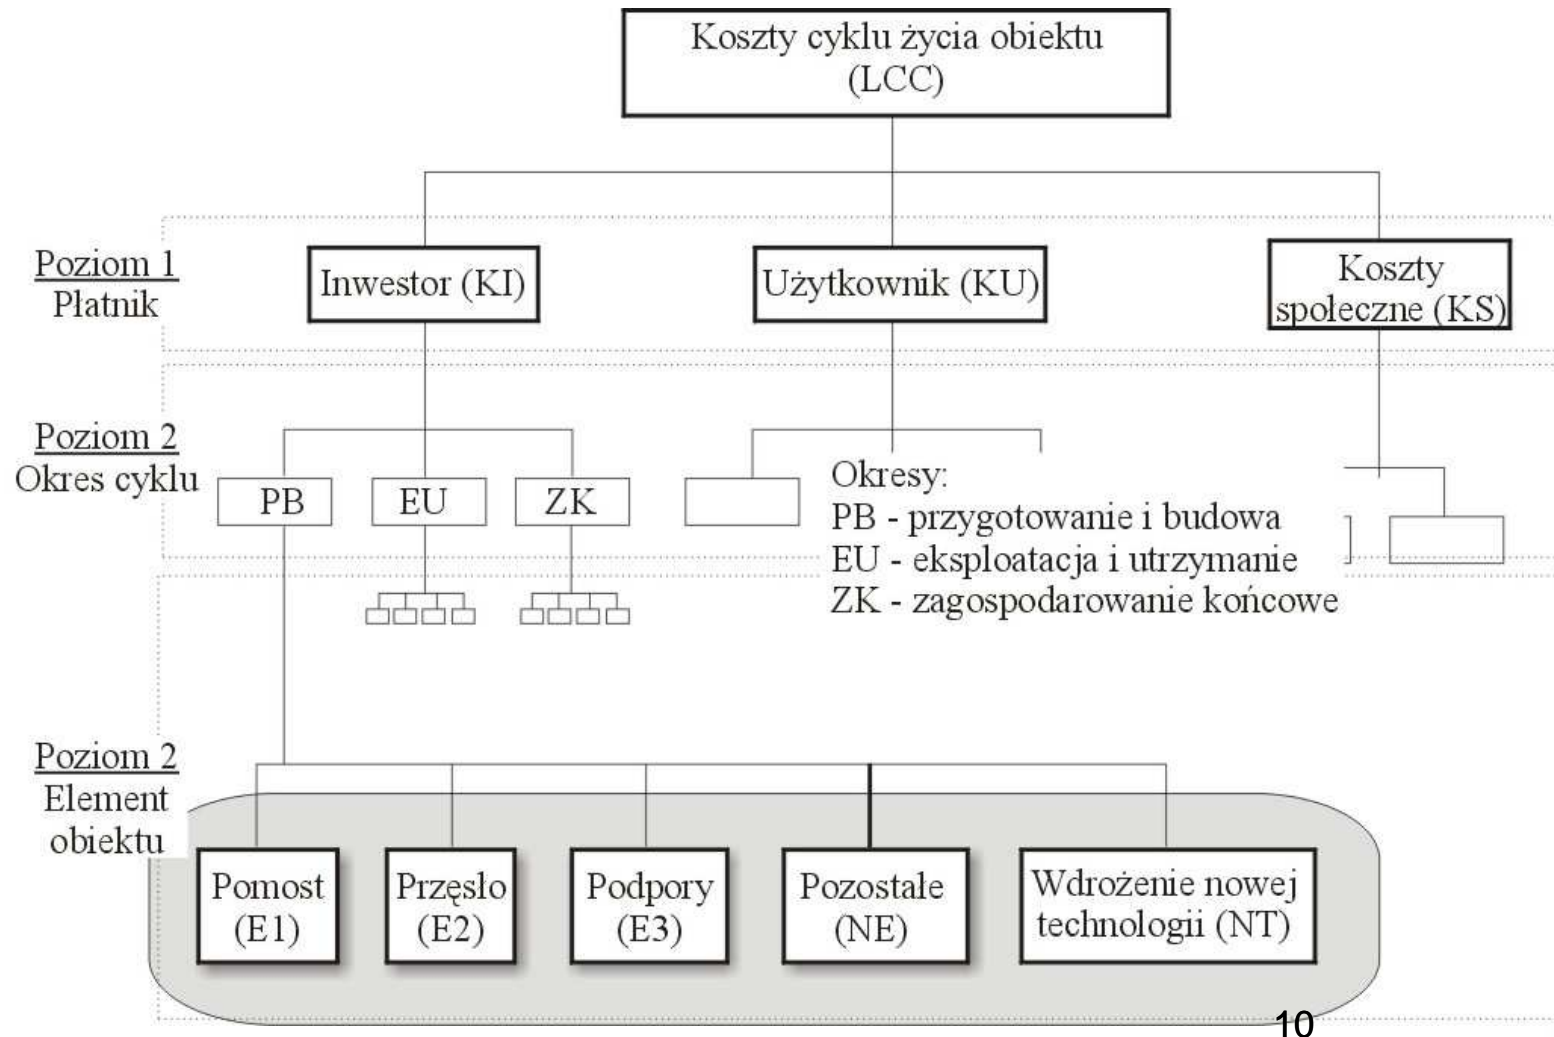 Koszty cyklu życia obiektu
(LCC)
Poziom 1
Płatnik
Inwestor (KI)
Użytkownik (KU)
Koszty
społeczne (KS)
Poziom 2
Okres cyklu
PB
EU
ZK
Okresy:
PB - przygotowanie i budowa
EU - eksploatacja i utrzymanie
ZK - zagospodarowanie końcowe
Poziom 2
Element
obiektu
Pomost
(E1)
Przęsło
(E2)
Podpory
(E3)
Pozostałe
(NE)
Wdrożenie nowej
technologii (NT)
10